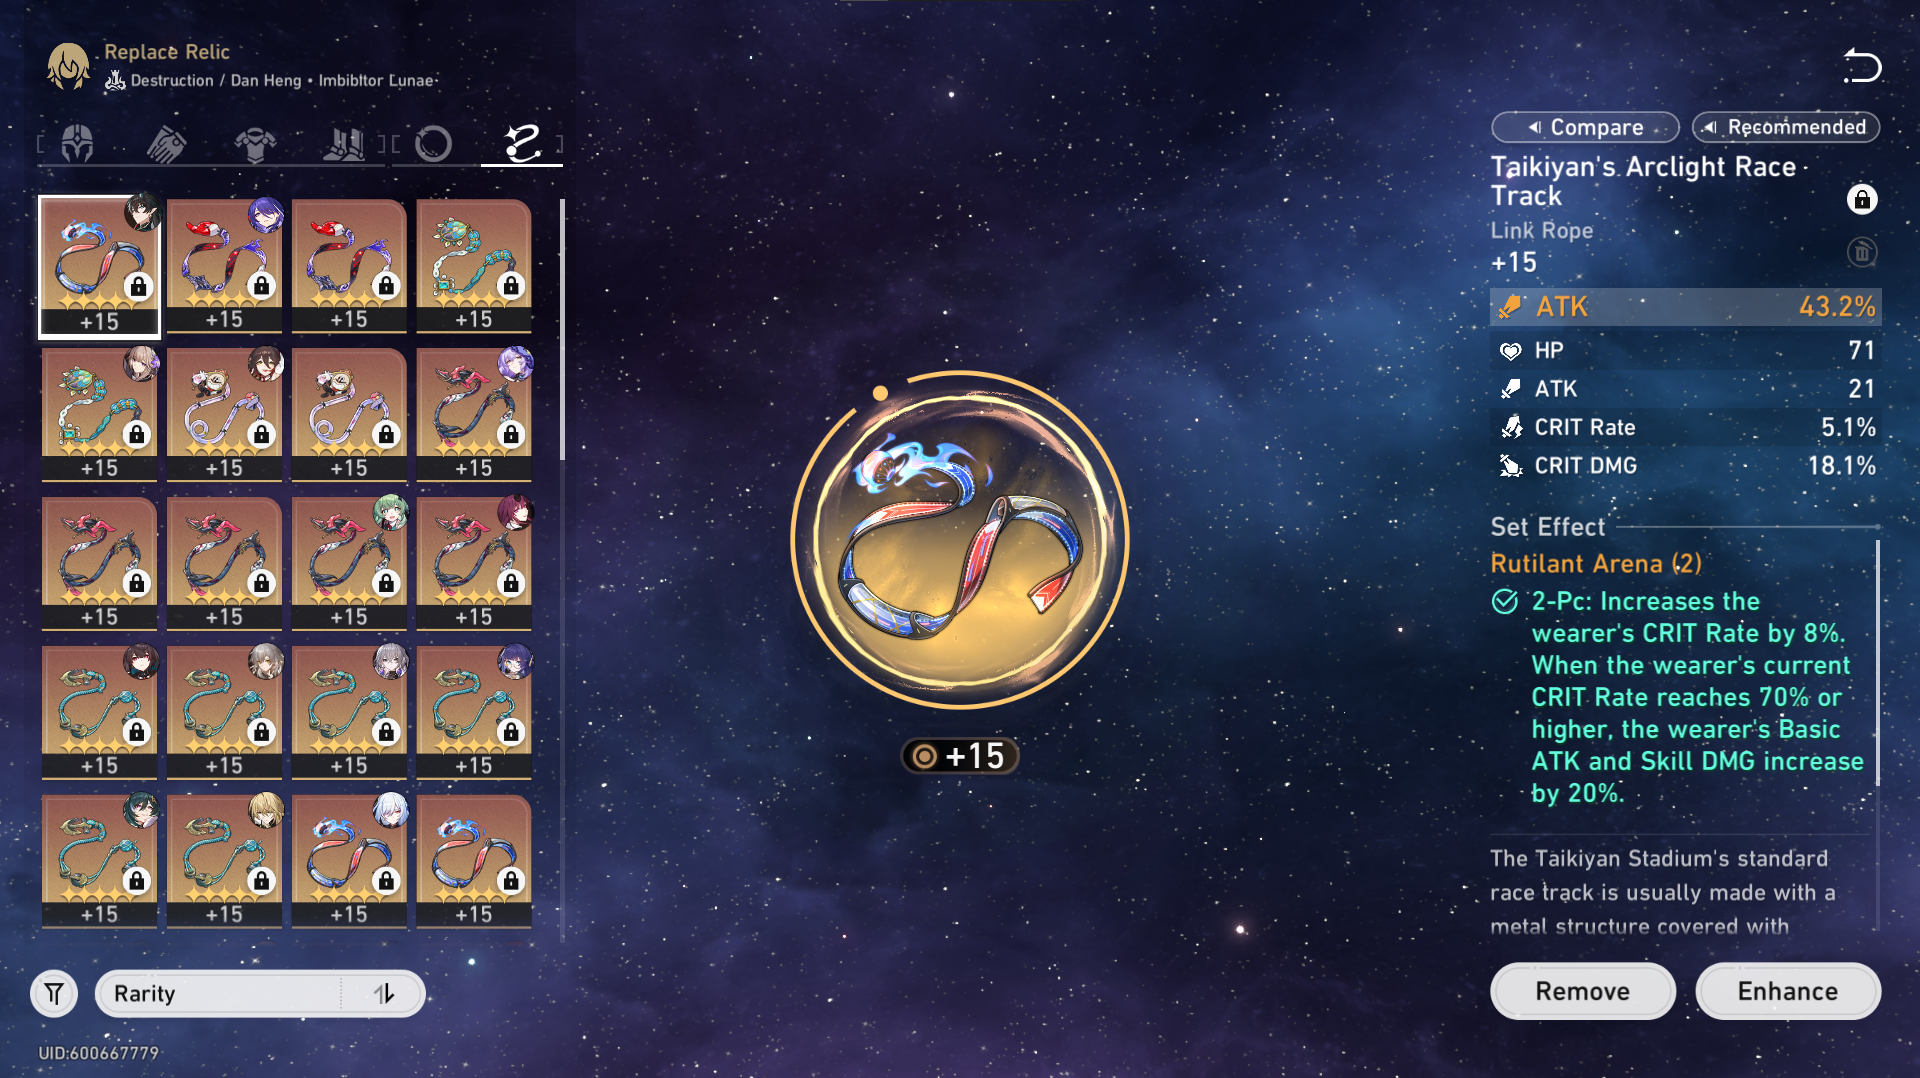 Replace Relic
Destruction / Dan Heng • Imbibitor Lunae
Compare
Recommended
Taikiyan's Arclight Race
Track
Link Rope
+15
ATK 43.2%
HP 71
ATK 21
CRIT Rate 5.1%
CRIT DMG 18.1%
Set Effect
Rutilant Arena (2)
2-Pc: Increases the
wearer's CRIT Rate by 8%.
When the wearer's current
CRIT Rate reaches 70% or
higher, the wearer's Basic
ATK and Skill DMG increase
by 20%.
The Taikiyan Stadium's standard
race track is usually made with a
metal structure covered with
Remove
Enhance
+15 +15 +15 +15
+15 +15 +15 +15
+15 +15 +15 +15
+15 +15 +15 +15
+15 +15 +15 +15
+15
Rarity
UID:600667779